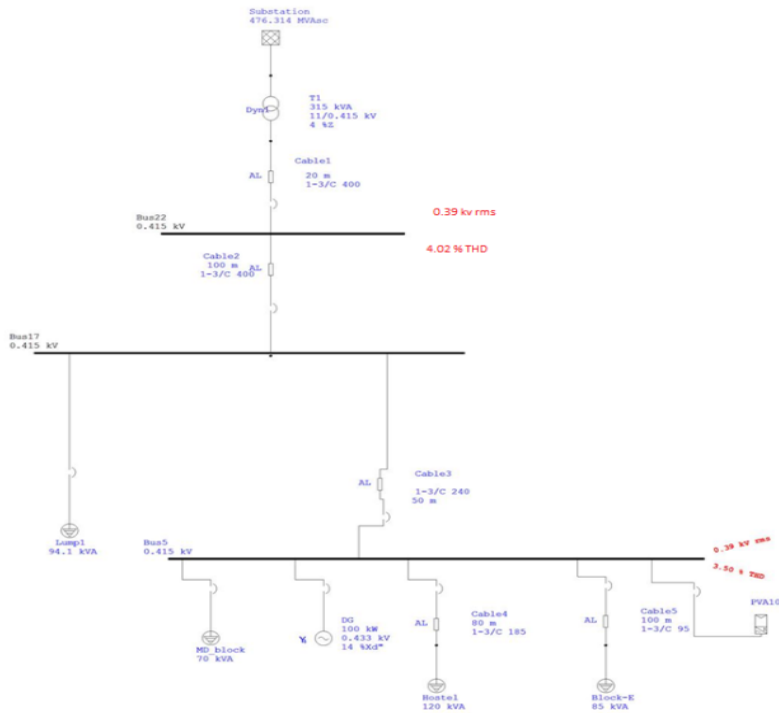 Substation
476.314 MVAsc
Dyn1
T1
315 kVA
11/0.415 kV
4 %Z
Cable1
AL
20 m
1-3/C 400
Bus22
0.415 kV
0.39 kv rms
4.02 % THD
Cable2
100 m
1-3/C 400
AL
Bus17
0.415 kV
Cable3
AL
1-3/C 240
50 m
Lump1
94.1 kVA
Bus5
0.415 kV
0.39 kV rms
3.50 % THD
MD_block
70 kVA
DG
100 kW
0.433 kV
14 %Xd"
AL
Cable4
80 m
1-3/C 185
Hostel
120 kVA
AL
Block-E
85 kVA
Cable5
100 m
1-3/C 95
PVA10